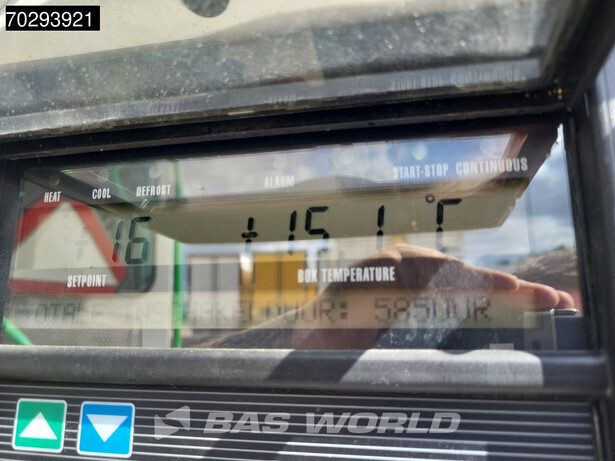 70293921
HEAT COOL DEFROST ALARM START-STOP CONTINUOUS
+16 +15.1 °C
SETPOINT BOX TEMPERATURE
TOTALE INSCHAKELDUUR: 5850UUR
BAS WORLD